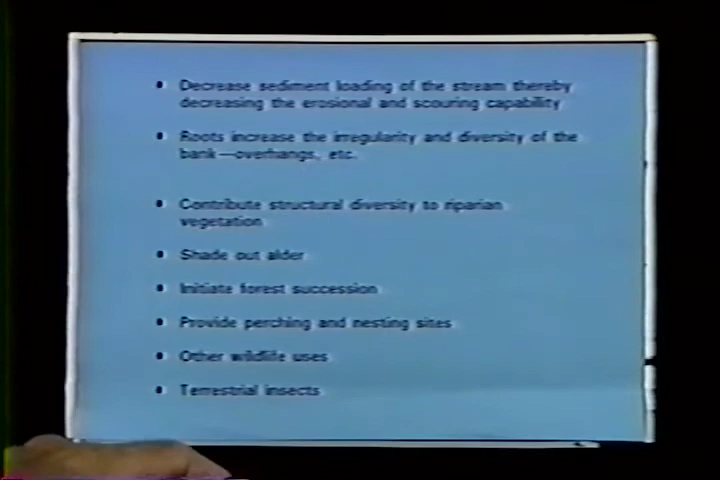 • Decrease sediment loading of the stream thereby
decreasing the erosional and scouring capability
• Roots increase the irregularity and diversity of the
bank—overhangs, etc.
• Contribute structural diversity to riparian
vegetation
• Shade out alder
• Initiate forest succession
• Provide perching and nesting sites
• Other wildlife uses
• Terrestrial insects